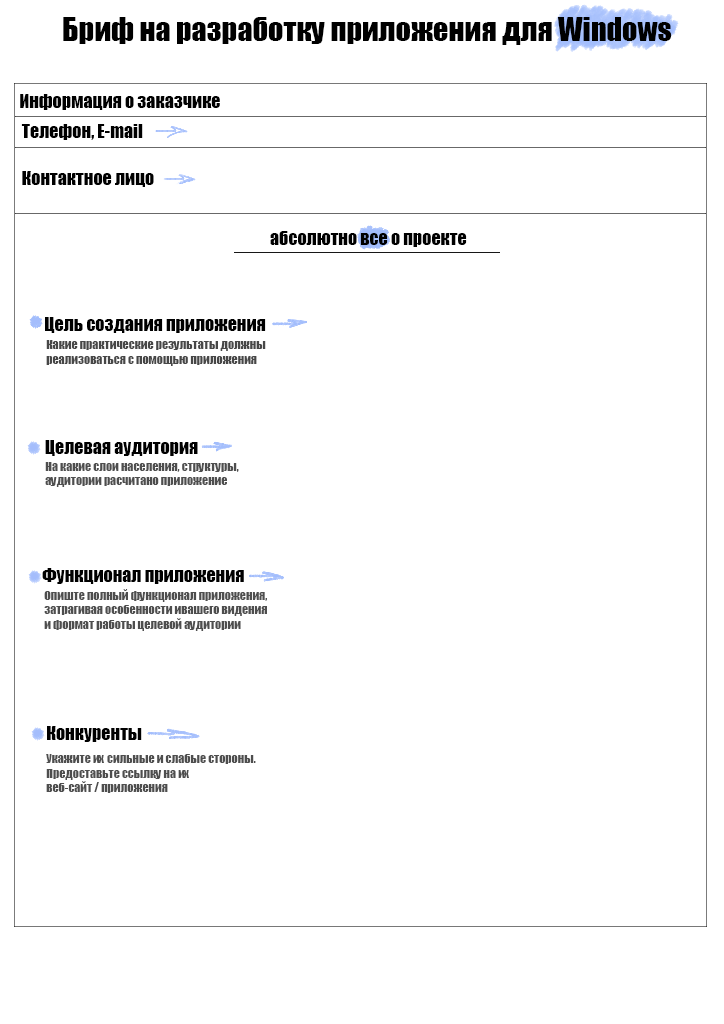 Бриф на разработку приложения для Windows
Информация о заказчике
Телефон, E-mail
Контактное лицо
абсолютно все о проекте
Цель создания приложения
Какие практические результаты должны
реализоваться с помощью приложения
Целевая аудитория
На какие слои населения, структуры,
аудитории расчитано приложение
Функционал приложения
Опиште полный функционал приложения,
затрагивая особенности ивашего видения
и формат работы целевой аудитории
Конкуренты
Укажите их сильные и слабые стороны.
Предоставьте ссылку на их
веб-сайт / приложения